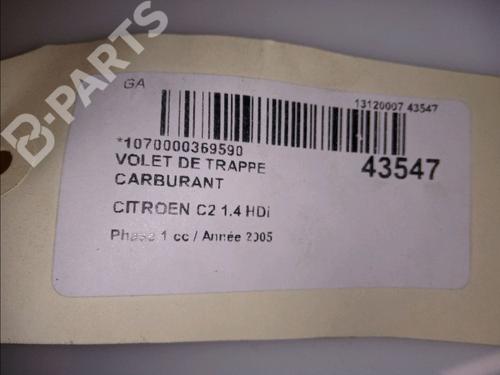 B-PARTS
GA
13120007 43547
*1070000369590
43547
VOLET DE TRAPPE
CARBURANT
CITROEN C2 1.4 HDi
Phase 1 cc / Année 2005